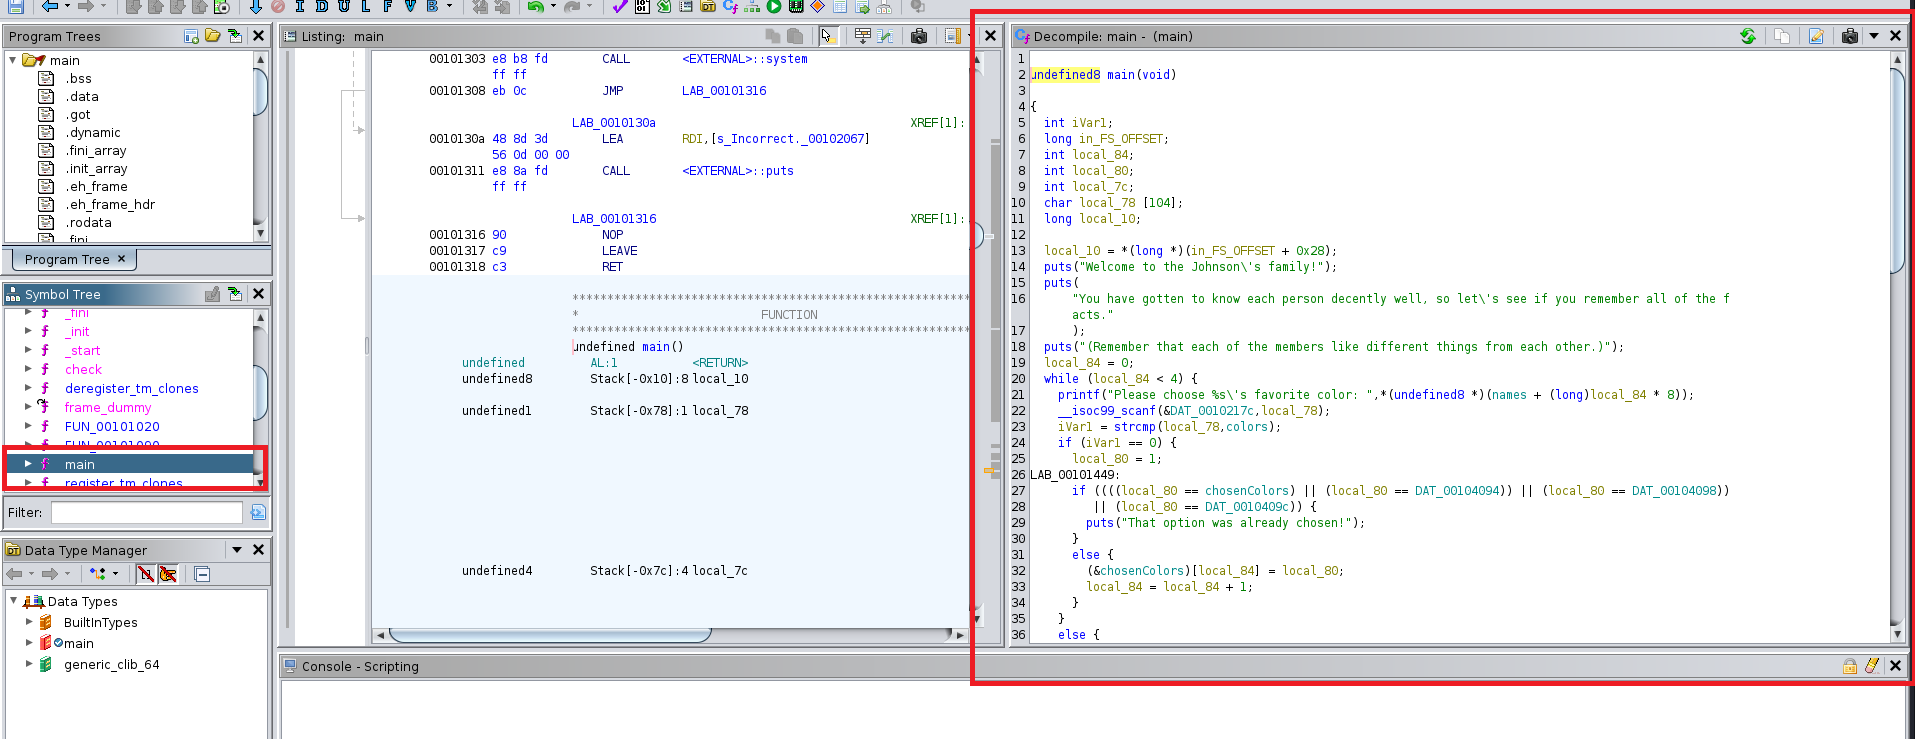 I D U L F V B
Program Trees
main
.bss
.data
.got
.dynamic
.fini_array
.init_array
.eh_frame
.eh_frame_hdr
.rodata
.fini
Program Tree ×
Symbol Tree
_fini
_init
_start
check
deregister_tm_clones
frame_dummy
FUN_00101020
FUN_00101090
main
register_tm_clones
Filter:
Data Type Manager
Data Types
BuiltInTypes
main
generic_clib_64
Listing: main
00101303 e8 b8 fd CALL <EXTERNAL>::system
ff ff
00101308 eb 0c JMP LAB_00101316
LAB_0010130a XREF[1]:
0010130a 48 8d 3d LEA RDI,[s_Incorrect._00102067]
56 0d 00 00
00101311 e8 8a fd CALL <EXTERNAL>::puts
ff ff
LAB_00101316 XREF[1]:
00101316 90 NOP
00101317 c9 LEAVE
00101318 c3 RET
*********************************************************
* FUNCTION
*********************************************************
undefined main()
undefined AL:1 <RETURN>
undefined8 Stack[-0x10]:8 local_10
undefined1 Stack[-0x78]:1 local_78
undefined4 Stack[-0x7c]:4 local_7c
Decompile: main - (main)
1
2 undefined8 main(void)
3
4 {
5 int iVar1;
6 long in_FS_OFFSET;
7 int local_84;
8 int local_80;
9 int local_7c;
10 char local_78 [104];
11 long local_10;
12
13 local_10 = *(long *)(in_FS_OFFSET + 0x28);
14 puts("Welcome to the Johnson\'s family!");
15 puts(
16 "You have gotten to know each person decently well, so let\'s see if you remember all of the f
acts."
17 );
18 puts("(Remember that each of the members like different things from each other.)");
19 local_84 = 0;
20 while (local_84 < 4) {
21 printf("Please choose %s\'s favorite color: ",*(undefined8 *)(names + (long)local_84 * 8));
22 __isoc99_scanf(&DAT_0010217c,local_78);
23 iVar1 = strcmp(local_78,colors);
24 if (iVar1 == 0) {
25 local_80 = 1;
26 LAB_00101449:
27 if ((((local_80 == chosenColors) || (local_80 == DAT_00104094)) || (local_80 == DAT_00104098))
28 || (local_80 == DAT_0010409c)) {
29 puts("That option was already chosen!");
30 }
31 else {
32 (&chosenColors)[local_84] = local_80;
33 local_84 = local_84 + 1;
34 }
35 }
36 else {
Console - Scripting